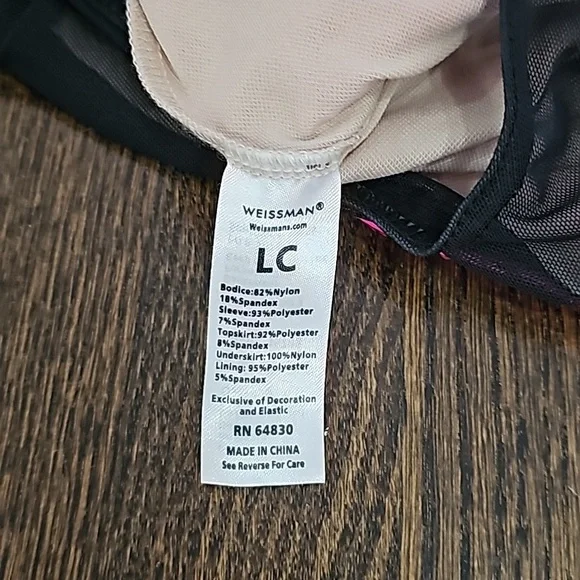 WEISSMAN®
Weissmans.com
LC
Bodice:82%Nylon
18%Spandex
Sleeve:93%Polyester
7%Spandex
Topskirt:92%Polyester
8%Spandex
Underskirt:100%Nylon
Lining: 95%Polyester
5%Spandex
Exclusive of Decoration
and Elastic
RN 64830
MADE IN CHINA
See Reverse For Care